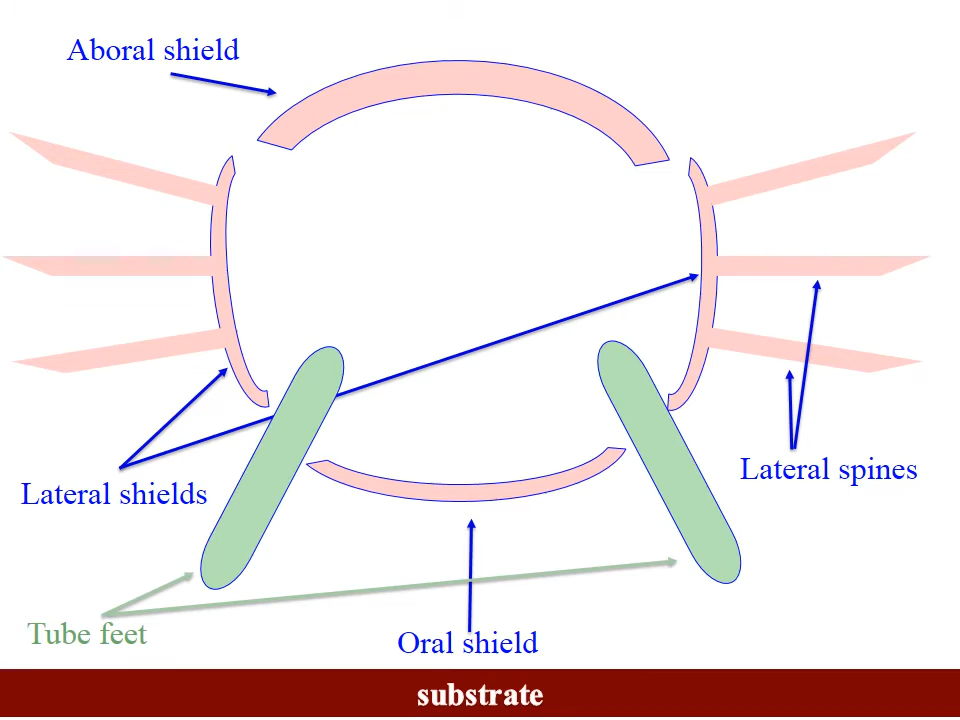 Aboral shield
Lateral shields
Lateral spines
Tube feet
Oral shield
substrate